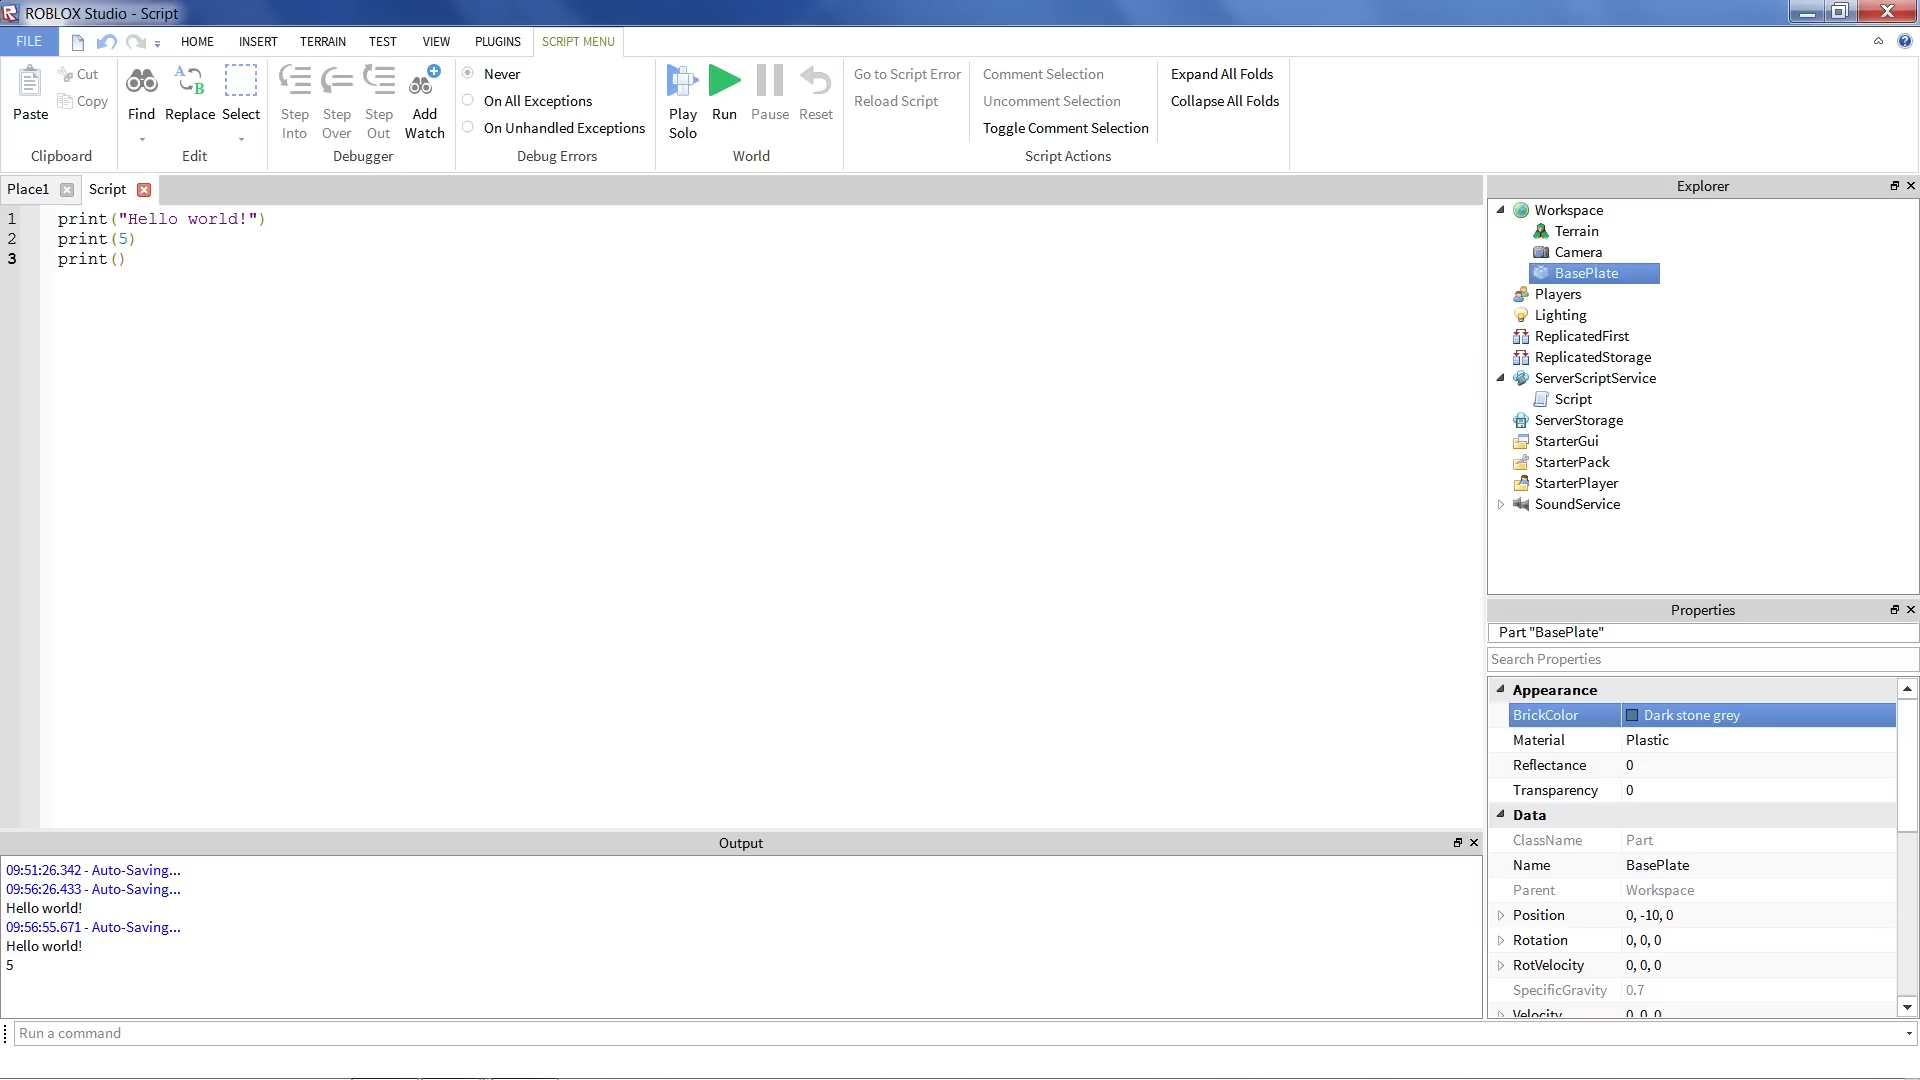 ROBLOX Studio - Script
FILE HOME INSERT TERRAIN TEST VIEW PLUGINS SCRIPT MENU
Paste
Cut
Copy
Clipboard
Find
Replace
Select
Edit
Step Into
Step Over
Step Out
Add Watch
Debugger
Never
On All Exceptions
On Unhandled Exceptions
Debug Errors
Play Solo
Run
Pause
Reset
World
Go to Script Error
Reload Script
Comment Selection
Uncomment Selection
Toggle Comment Selection
Expand All Folds
Collapse All Folds
Script Actions
Place1
Script
1 print("Hello world!")
2 print(5)
3 print()
Explorer
Workspace
Terrain
Camera
BasePlate
Players
Lighting
ReplicatedFirst
ReplicatedStorage
ServerScriptService
Script
ServerStorage
StarterGui
StarterPack
StarterPlayer
SoundService
Properties
Part "BasePlate"
Search Properties
Appearance
BrickColor Dark stone grey
Material Plastic
Reflectance 0
Transparency 0
Data
ClassName Part
Name BasePlate
Parent Workspace
Position 0, -10, 0
Rotation 0, 0, 0
RotVelocity 0, 0, 0
SpecificGravity 0.7
Velocity 0, 0, 0
Output
09:51:26.342 - Auto-Saving...
09:56:26.433 - Auto-Saving...
Hello world!
09:56:55.671 - Auto-Saving...
Hello world!
5
Run a command